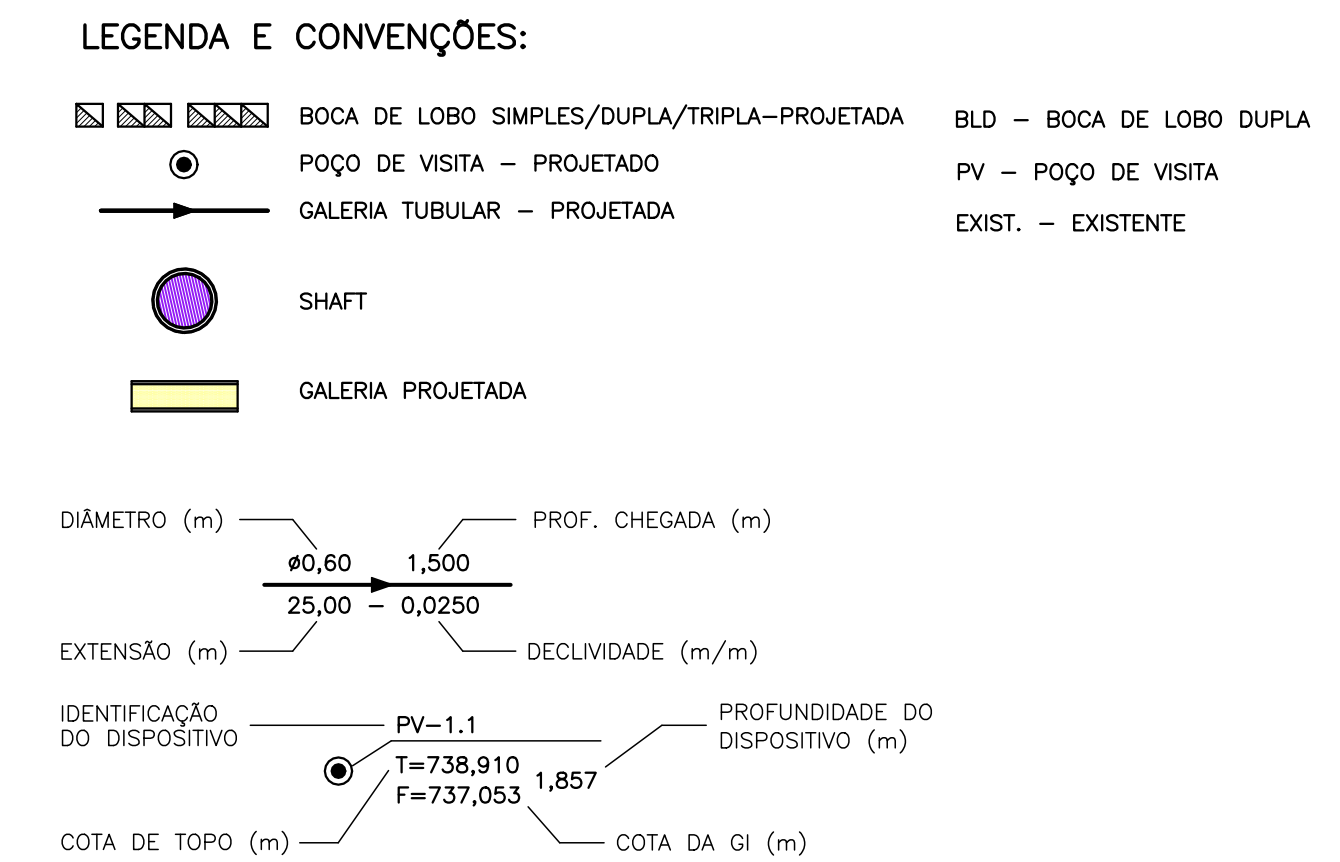 LEGENDA E CONVENÇÕES:
BOCA DE LOBO SIMPLES/DUPLA/TRIPLA-PROJETADA
BLD - BOCA DE LOBO DUPLA
POÇO DE VISITA - PROJETADO
PV - POÇO DE VISITA
GALERIA TUBULAR - PROJETADA
EXIST. - EXISTENTE
SHAFT
GALERIA PROJETADA
DIÂMETRO (m)
PROF. CHEGADA (m)
ø0,60
1,500
25,00 - 0,0250
EXTENSÃO (m)
DECLIVIDADE (m/m)
IDENTIFICAÇÃO
DO DISPOSITIVO
PV-1.1
PROFUNDIDADE DO
DISPOSITIVO (m)
T=738,910
F=737,053
1,857
COTA DE TOPO (m)
COTA DA GI (m)